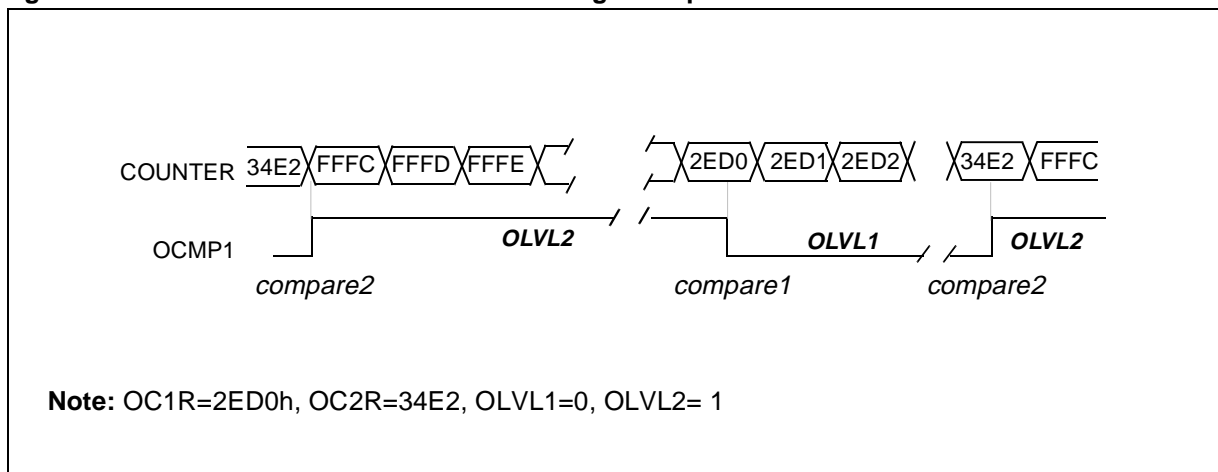 COUNTER 34E2 FFFC FFFD FFFE 2ED0 2ED1 2ED2 34E2 FFFC
OCMP1 OLVL2 OLVL1 OLVL2
compare2 compare1 compare2
Note: OC1R=2ED0h, OC2R=34E2, OLVL1=0, OLVL2= 1